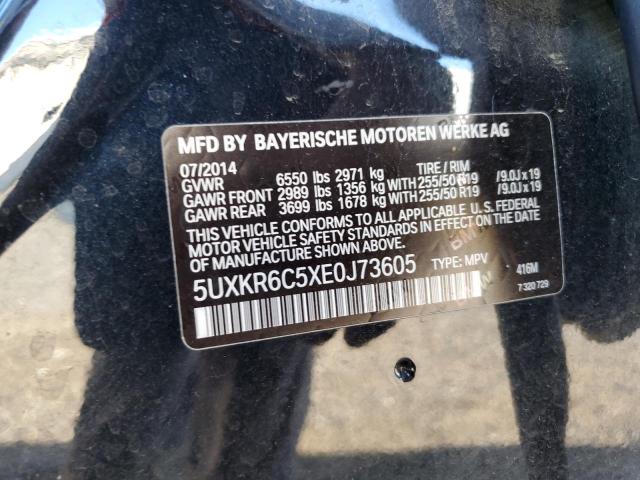 MFD BY BAYERISCHE MOTOREN WERKE AG
07/2014 TIRE / RIM
GVWR 6550 lbs 2971 kg
GAWR FRONT 2989 lbs 1356 kg WITH 255/50 R19 /9.0J x 19
GAWR REAR 3699 lbs 1678 kg WITH 255/50 R19 /9.0J x 19
THIS VEHICLE CONFORMS TO ALL APPLICABLE U.S. FEDERAL
MOTOR VEHICLE SAFETY STANDARDS IN EFFECT ON THE DATE
OF MANUFACTURE SHOWN ABOVE.
5UXKR6C5XE0J73605 TYPE: MPV 416M
7 320 729